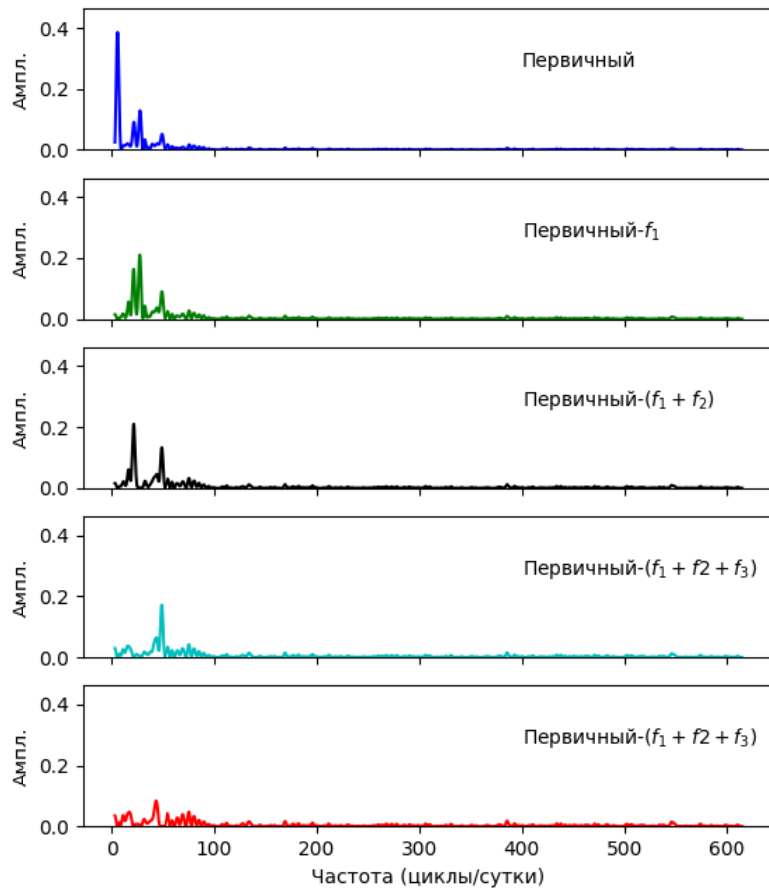 0.4
0.2
0.0
Ампл.
Первичный
0.4
0.2
0.0
Ампл.
Первичный-f₁
0.4
0.2
0.0
Ампл.
Первичный-(f₁ + f₂)
0.4
0.2
0.0
Ампл.
Первичный-(f₁ + f2 + f₃)
0.4
0.2
0.0
Ампл.
Первичный-(f₁ + f2 + f₃)
0 100 200 300 400 500 600
Частота (циклы/сутки)